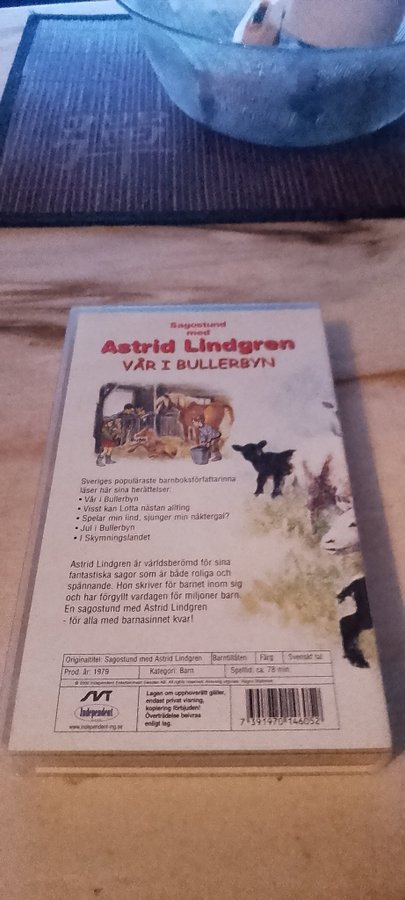 Sagostund
med
Astrid Lindgren
VÅR I BULLERBYN
Sveriges populäraste barnboksförfattarinna
läser här sina berättelser:
• Vår i Bullerbyn
• Visst kan Lotta nästan allting
• Spelar min lind, sjunger min näktergal?
• Jul i Bullerbyn
• I Skymningslandet
Astrid Lindgren är världsberömd för sina
fantastiska sagor som är både roliga och
spännande. Hon skriver för barnet inom sig
och har förgyllt vardagen för miljoner barn.
En sagostund med Astrid Lindgren
- för alla med barnasinnet kvar!
Originaltitel: Sagostund med Astrid Lindgren Barntillåten Färg Svenskt tal
Prod. år: 1979 Kategori: Barn Speltid: ca. 78 min.
SVT
Independent
www.independent-ing.se
Lagen om upphovsrätt gäller,
endast privat visning,
kopiering förbjuden!
Överträdelse beivras
enligt lag.
7 391970 146052